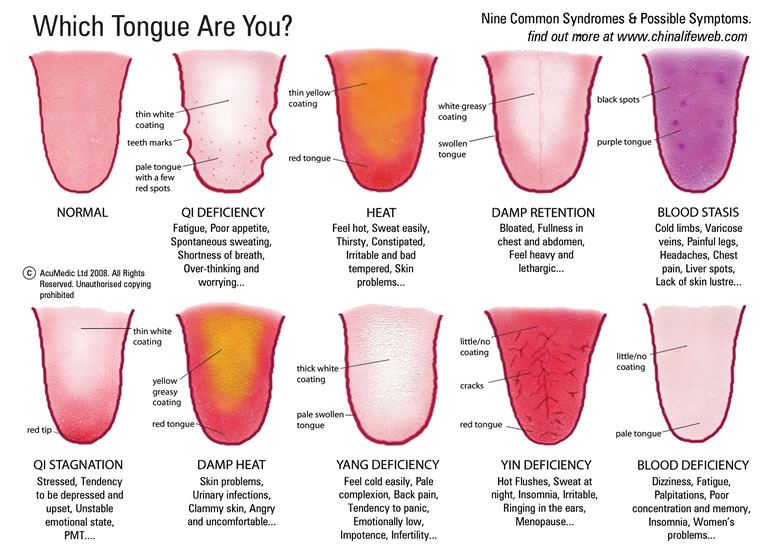 Which Tongue Are You?
Nine Common Syndromes & Possible Symptoms.
find out more at www.chinalifeweb.com
thin white
coating
teeth marks
pale tongue
with a few
red spots
thin yellow
coating
red tongue
white greasy
coating
swollen
tongue
black spots
purple tongue
NORMAL
QI DEFICIENCY
Fatigue, Poor appetite,
Spontaneous sweating,
Shortness of breath,
Over-thinking and
worrying...
HEAT
Feel hot, Sweat easily,
Thirsty, Constipated,
Irritable and bad
tempered, Skin
problems...
DAMP RETENTION
Bloated, Fullness in
chest and abdomen,
Feel heavy and
lethargic...
BLOOD STASIS
Cold limbs, Varicose
veins, Painful legs,
Headaches, Chest
pain, Liver spots,
Lack of skin lustre...
© AcuMedic Ltd 2008. All Rights
Reserved. Unauthorised copying
prohibited
thin white
coating
red tip
yellow
greasy
coating
red tongue
thick white
coating
pale swollen
tongue
little/no
coating
cracks
red tongue
little/no
coating
pale tongue
QI STAGNATION
Stressed, Tendency
to be depressed and
upset, Unstable
emotional state,
PMT....
DAMP HEAT
Skin problems,
Urinary infections,
Clammy skin, Angry
and uncomfortable...
YANG DEFICIENCY
Feel cold easily, Pale
complexion, Back pain,
Tendency to panic,
Emotionally low,
Impotence, Infertility...
YIN DEFICIENCY
Hot Flushes, Sweat at
night, Insomnia, Irritable,
Ringing in the ears,
Menopause...
BLOOD DEFICIENCY
Dizziness, Fatigue,
Palpitations, Poor
concentration and memory,
Insomnia, Women's
problems...